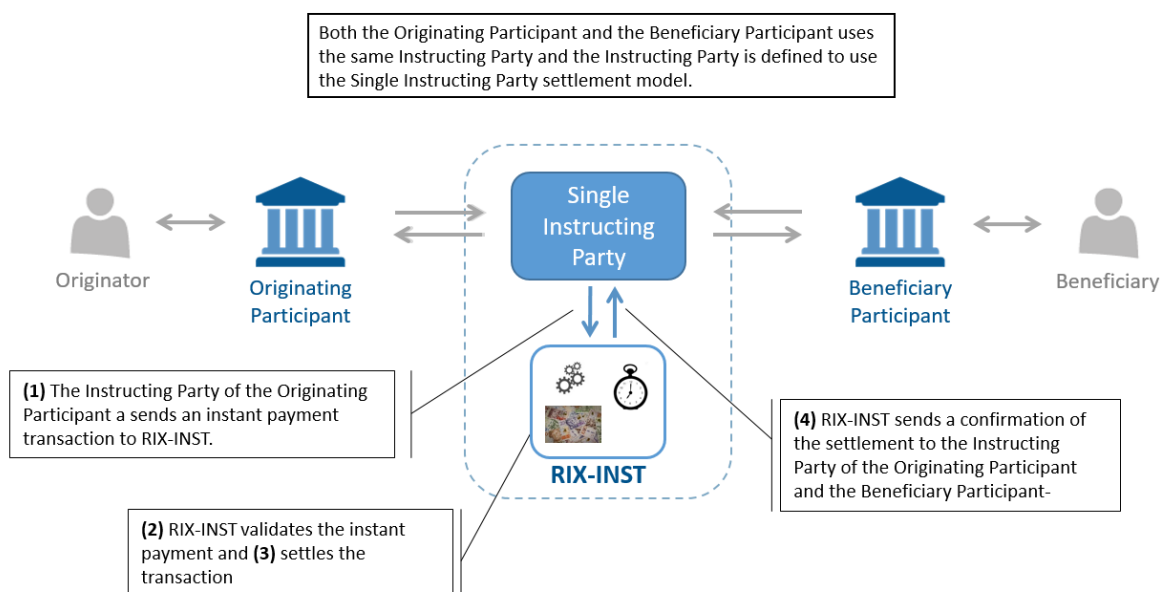 Both the Originating Participant and the Beneficiary Participant uses
the same Instructing Party and the Instructing Party is defined to use
the Single Instructing Party settlement model.
Single
Instructing
Party
Originator
Originating
Participant
Beneficiary
Participant
Beneficiary
(1) The Instructing Party of the Originating
Participant a sends an instant payment
transaction to RIX-INST.
RIX-INST
(4) RIX-INST sends a confirmation of
the settlement to the Instructing
Party of the Originating Participant
and the Beneficiary Participant-
(2) RIX-INST validates the instant
payment and (3) settles the
transaction